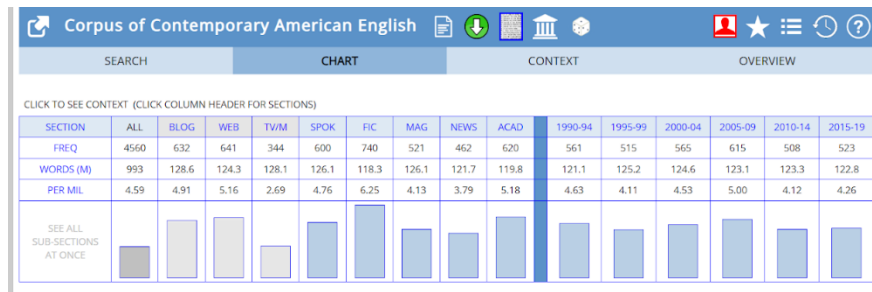 Corpus of Contemporary American English
SEARCH CHART CONTEXT OVERVIEW
CLICK TO SEE CONTEXT (CLICK COLUMN HEADER FOR SECTIONS)
SECTION ALL BLOG WEB TV/M SPOK FIC MAG NEWS ACAD 1990-94 1995-99 2000-04 2005-09 2010-14 2015-19
FREQ 4560 632 641 344 600 740 521 462 620 561 515 565 615 508 523
WORDS (M) 993 128.6 124.3 128.1 126.1 118.3 126.1 121.7 119.8 121.1 125.2 124.6 123.1 123.3 122.8
PER MIL 4.59 4.91 5.16 2.69 4.76 6.25 4.13 3.79 5.18 4.63 4.11 4.53 5.00 4.12 4.26
SEE ALL
SUB-SECTIONS
AT ONCE